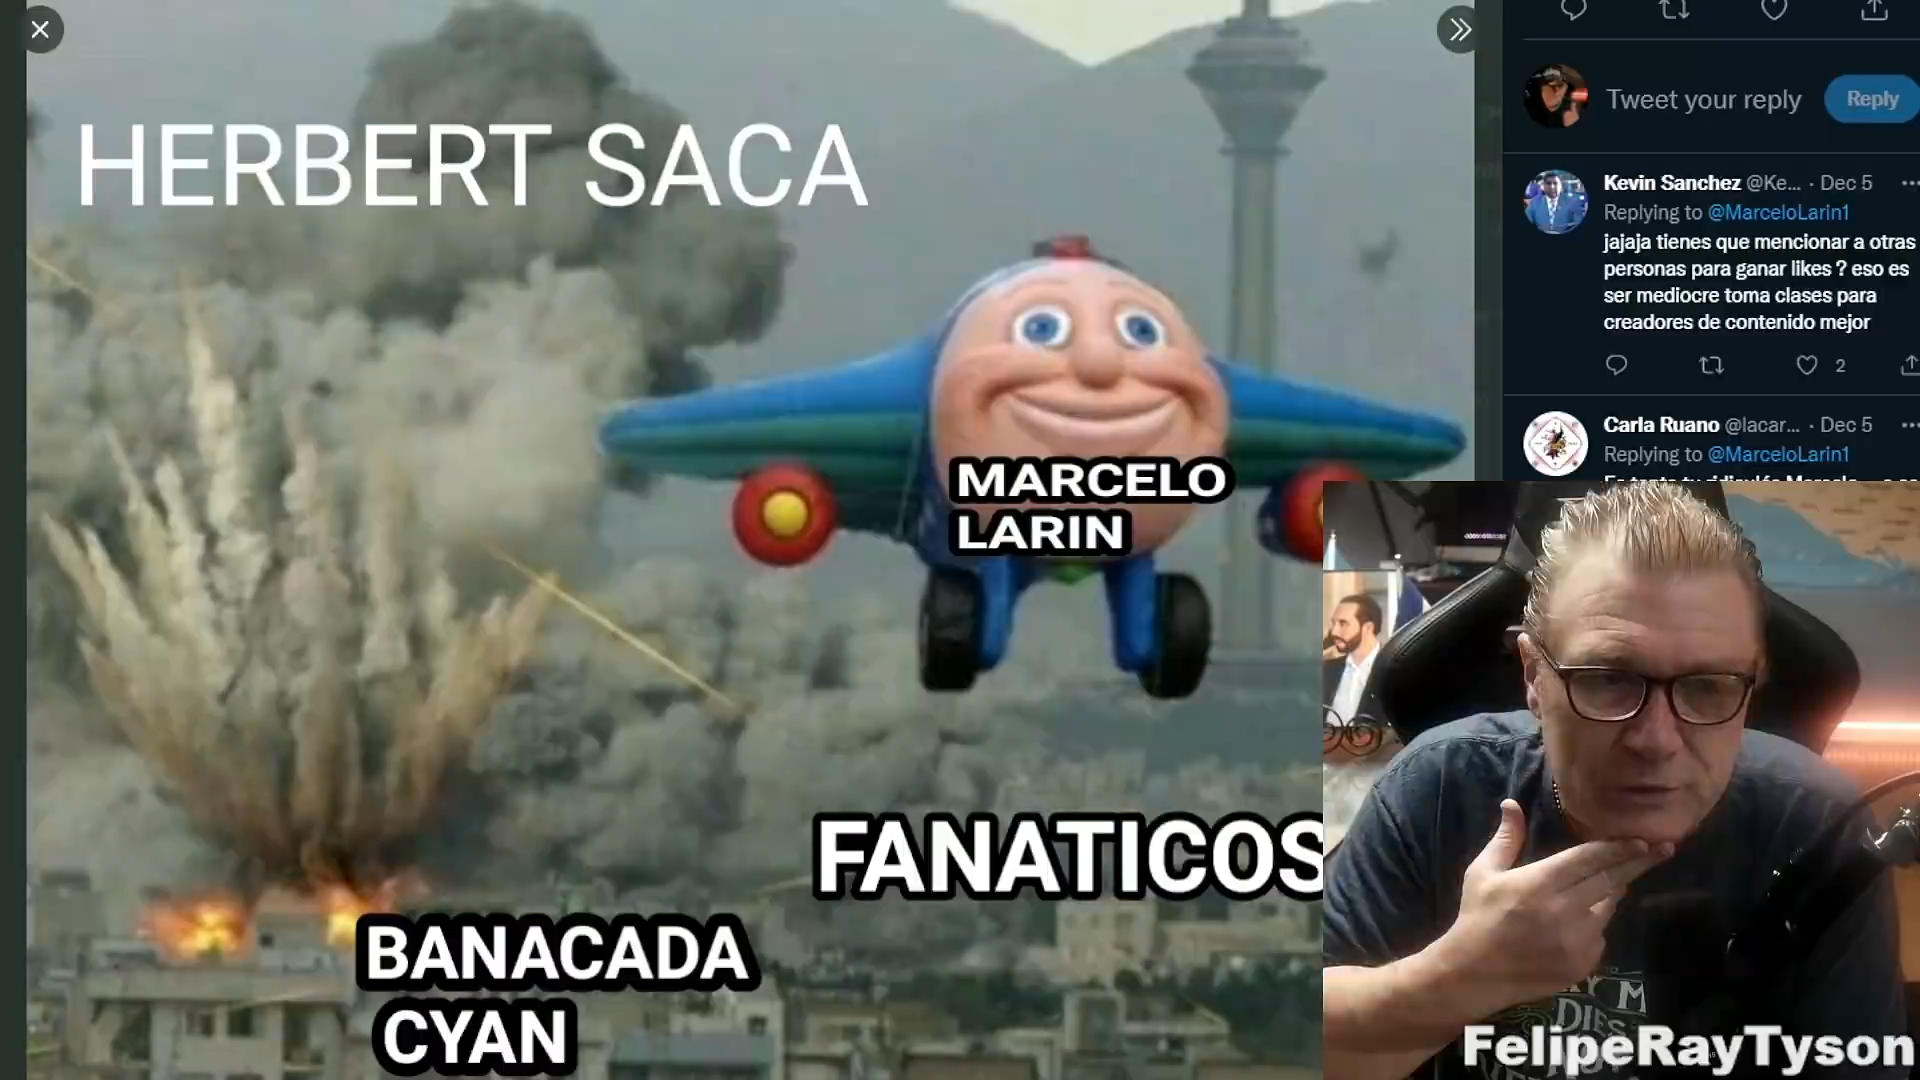 HERBERT SACA
MARCELO
LARIN
FANATICOS
BANACADA
CYAN
Tweet your reply
Reply
Kevin Sanchez @Ke... · Dec 5
Replying to @MarceloLarin1
jajaja tienes que mencionar a otras
personas para ganar likes ? eso es
ser mediocre toma clases para
creadores de contenido mejor
2
Carla Ruano @lacar... · Dec 5
Replying to @MarceloLarin1
DIES
FelipeRayTyson